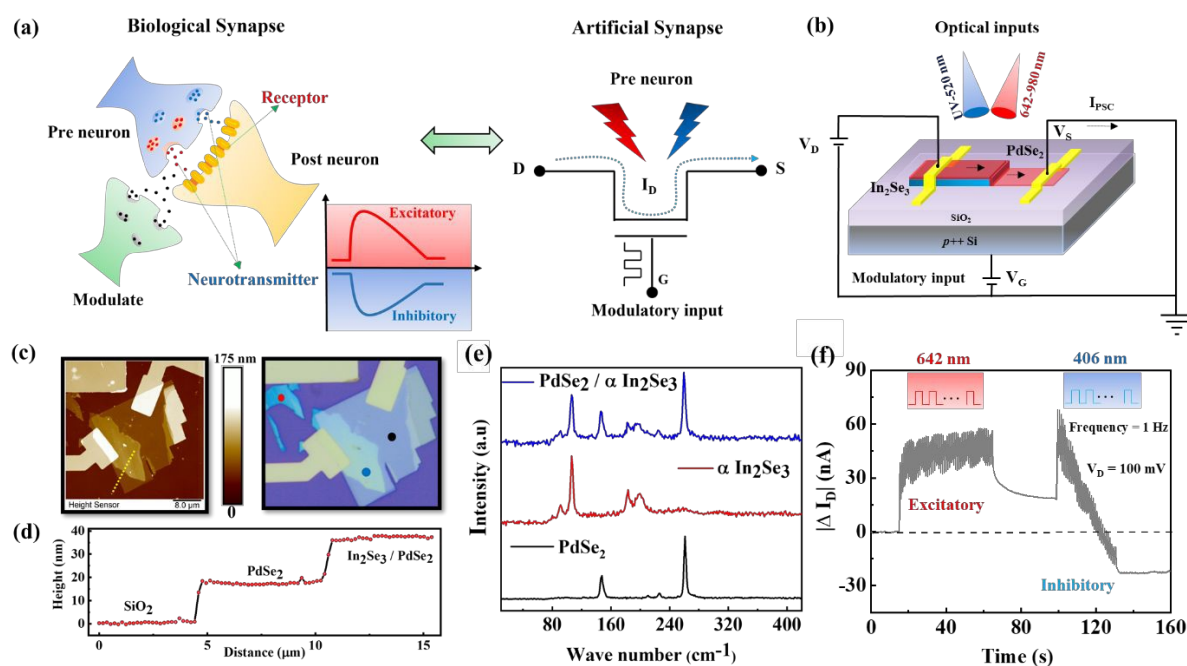 (a)
Biological Synapse
Artificial Synapse
Receptor
Pre neuron
Post neuron
Modulate
Neurotransmitter
Excitatory
Inhibitory
Pre neuron
D
I_D
S
G
Modulatory input
(b)
Optical inputs
UV-520 nm
642-980 nm
I_PSC
V_D
V_S
PdSe₂
In₂Se₃
SiO₂
p++ Si
Modulatory input
V_G
(c)
175 nm
0
Height Sensor
8.0 μm
(d)
Height (nm)
40
30
20
10
0
SiO₂
PdSe₂
In₂Se₃ / PdSe₂
0
5
10
15
Distance (μm)
(e)
Intensity (a.u)
PdSe₂ / α In₂Se₃
α In₂Se₃
PdSe₂
80
160
240
320
400
Wave number (cm⁻¹)
(f)
642 nm
406 nm
|Δ I_D| (nA)
90
60
30
0
-30
Frequency = 1 Hz
V_D = 100 mV
Excitatory
Inhibitory
0
40
80
120
160
Time (s)